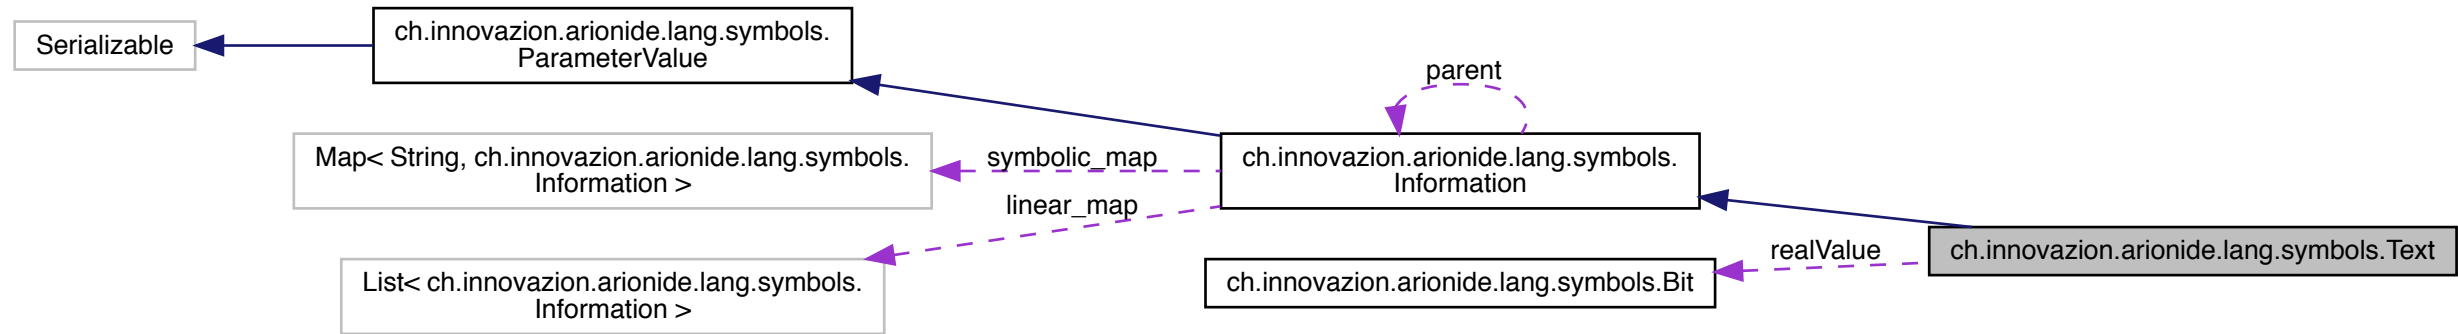 Serializable
ch.innovazion.arionide.lang.symbols.
ParameterValue
parent
Map< String, ch.innovazion.arionide.lang.symbols.
Information >
symbolic_map
ch.innovazion.arionide.lang.symbols.
Information
linear_map
List< ch.innovazion.arionide.lang.symbols.
Information >
ch.innovazion.arionide.lang.symbols.Bit
realValue
ch.innovazion.arionide.lang.symbols.Text